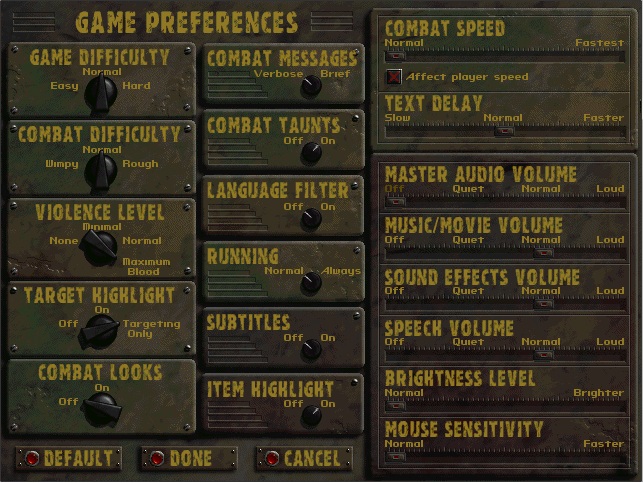 GAME PREFERENCES
GAME DIFFICULTY
Normal
Easy Hard
COMBAT DIFFICULTY
Normal
Wimpy Rough
VIOLENCE LEVEL
Minimal
None Normal
Maximum
Blood
TARGET HIGHLIGHT
On
Off Targeting
Only
COMBAT LOOKS
On
Off
DEFAULT DONE CANCEL
COMBAT MESSAGES
Verbose Brief
COMBAT TAUNTS
Off On
LANGUAGE FILTER
Off On
RUNNING
Normal Always
SUBTITLES
Off On
ITEM HIGHLIGHT
Off On
COMBAT SPEED
Normal Fastest
Affect player speed
TEXT DELAY
Slow Normal Faster
MASTER AUDIO VOLUME
Off Quiet Normal Loud
MUSIC/MOVIE VOLUME
Off Quiet Normal Loud
SOUND EFFECTS VOLUME
Off Quiet Normal Loud
SPEECH VOLUME
Off Quiet Normal Loud
BRIGHTNESS LEVEL
Normal Brighter
MOUSE SENSITIVITY
Normal Faster